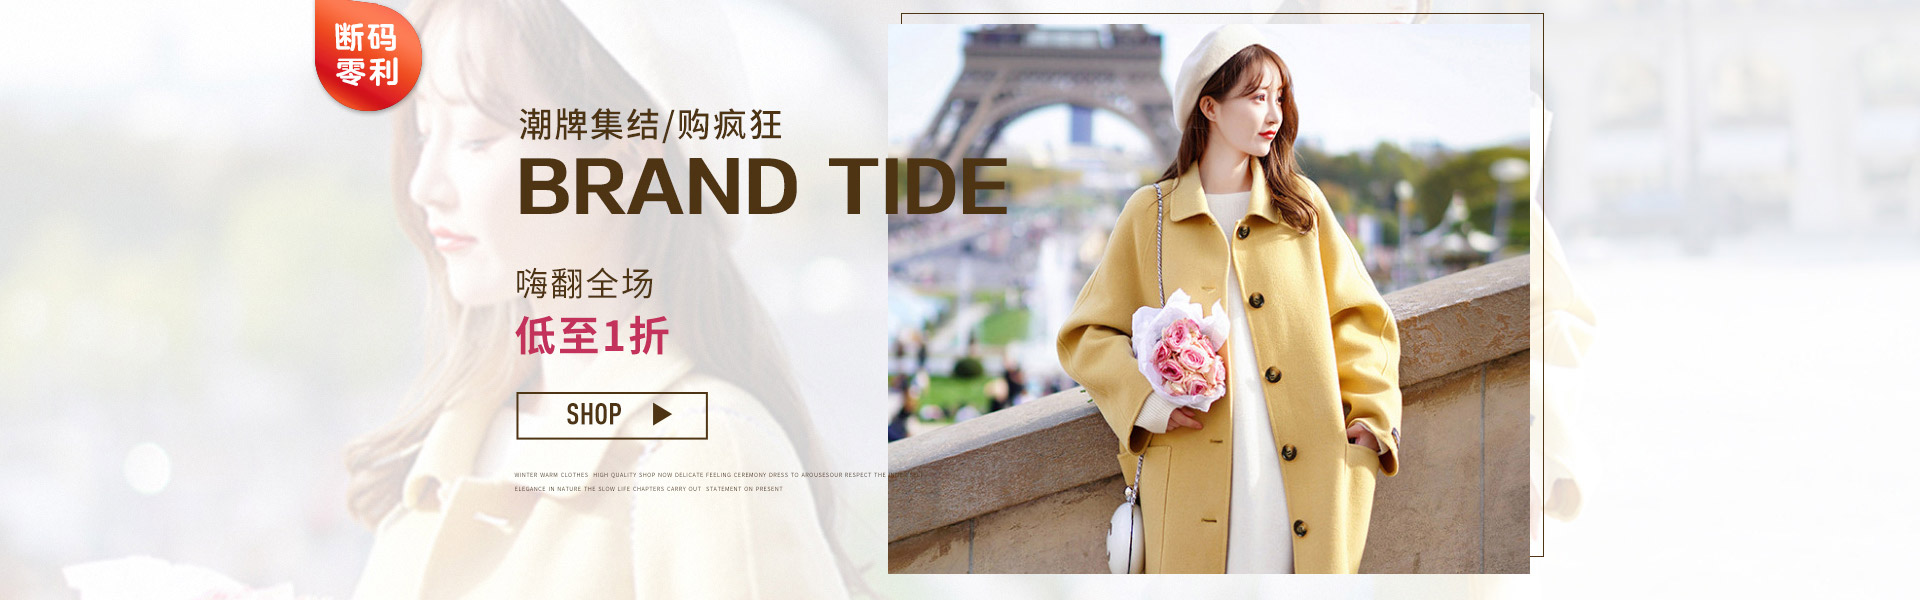 断码
零利
潮牌集结/购疯狂
BRAND TIDE
嗨翻全场
低至1折
SHOP
WINTER WARM CLOTHES HIGH QUALITY SHOP NOW DELICATE FEELING CEREMONY DRESS TO AROUSESOUR RESPECT THE
ELEGANCE IN NATURE THE SLOW LIFE CHAPTERS CARRY OUT STATEMENT ON PRESENT